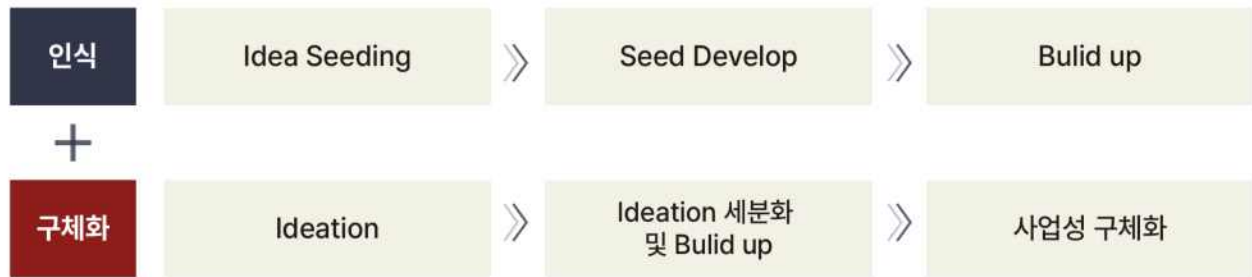 인식
Idea Seeding
Seed Develop
Bulid up
구체화
Ideation
Ideation 세분화
및 Bulid up
사업성 구체화